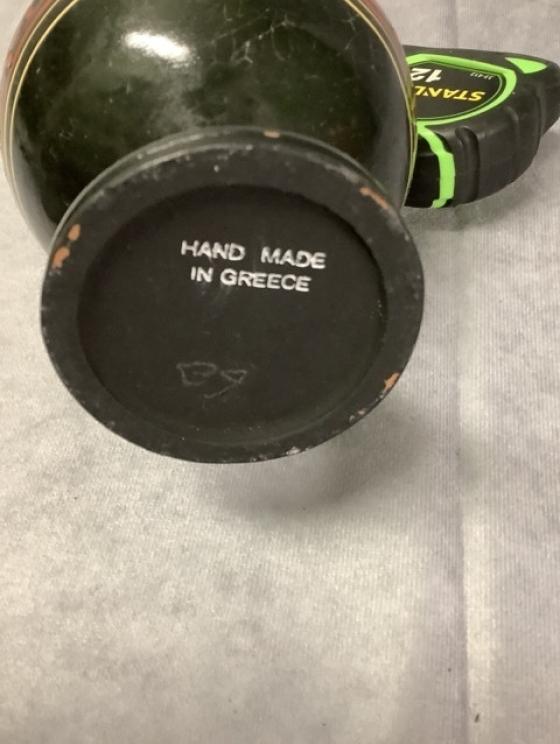 HAND MADE
IN GREECE
STANL
12